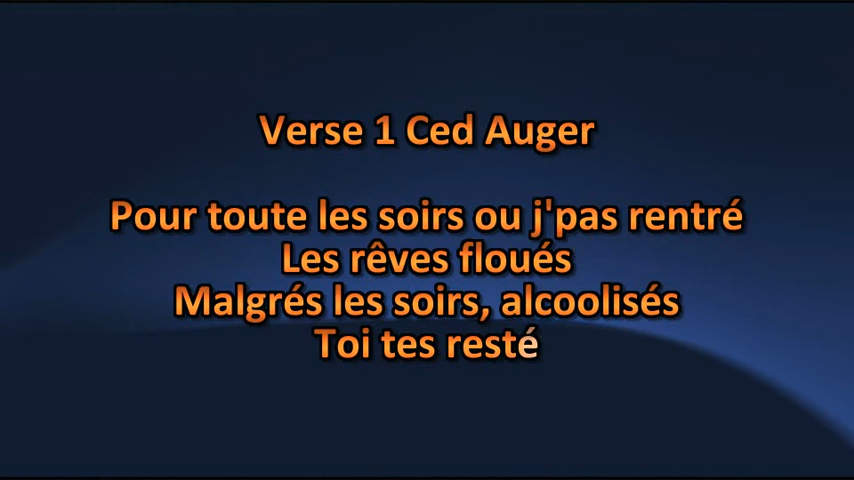 Verse 1 Ced Auger
Pour toute les soirs ou j'pas rentré
Les rêves floués
Malgrés les soirs, alcoolisés
Toi tes resté